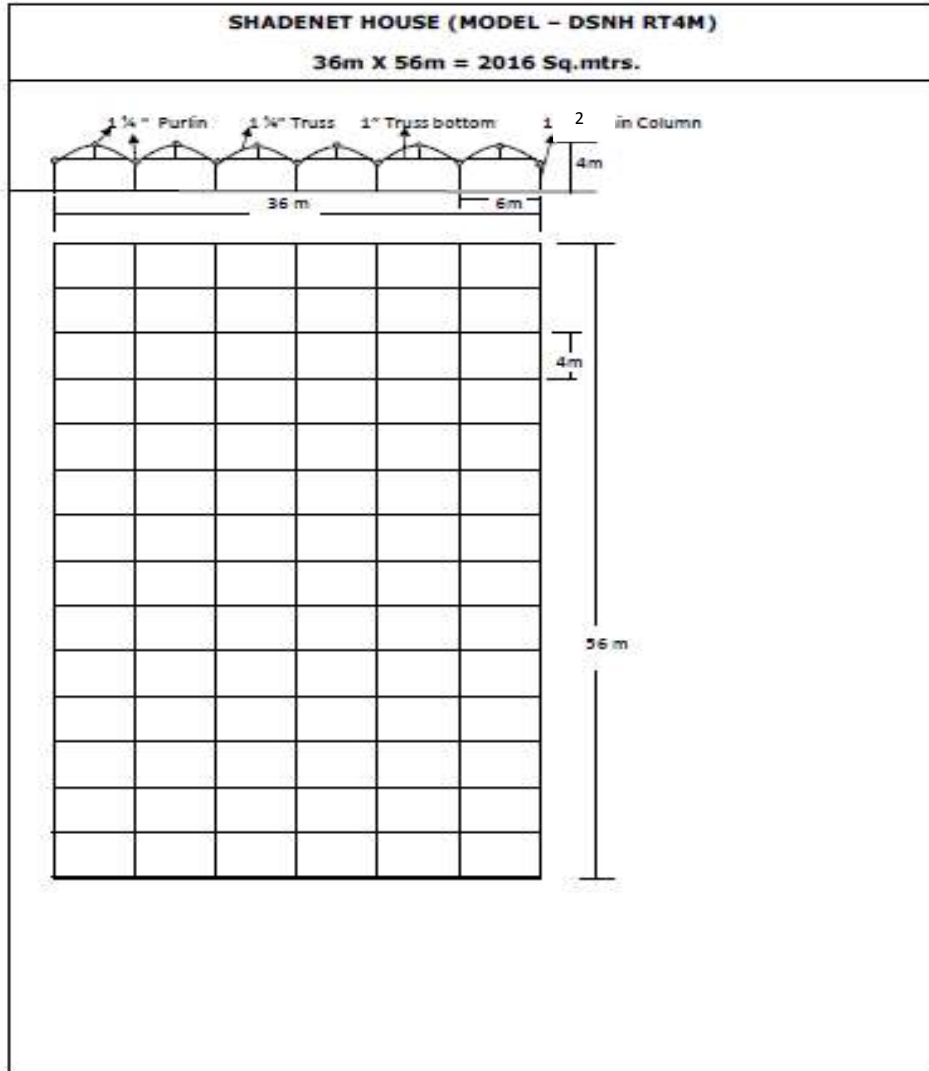 SHADENET HOUSE (MODEL – DSNH RT4M)
36m X 56m = 2016 Sq.mtrs.
1 ¼ " Purlin 1 ¼" Truss 1" Truss bottom 1 2 in Column
4m
36 m 6m
4m
56 m